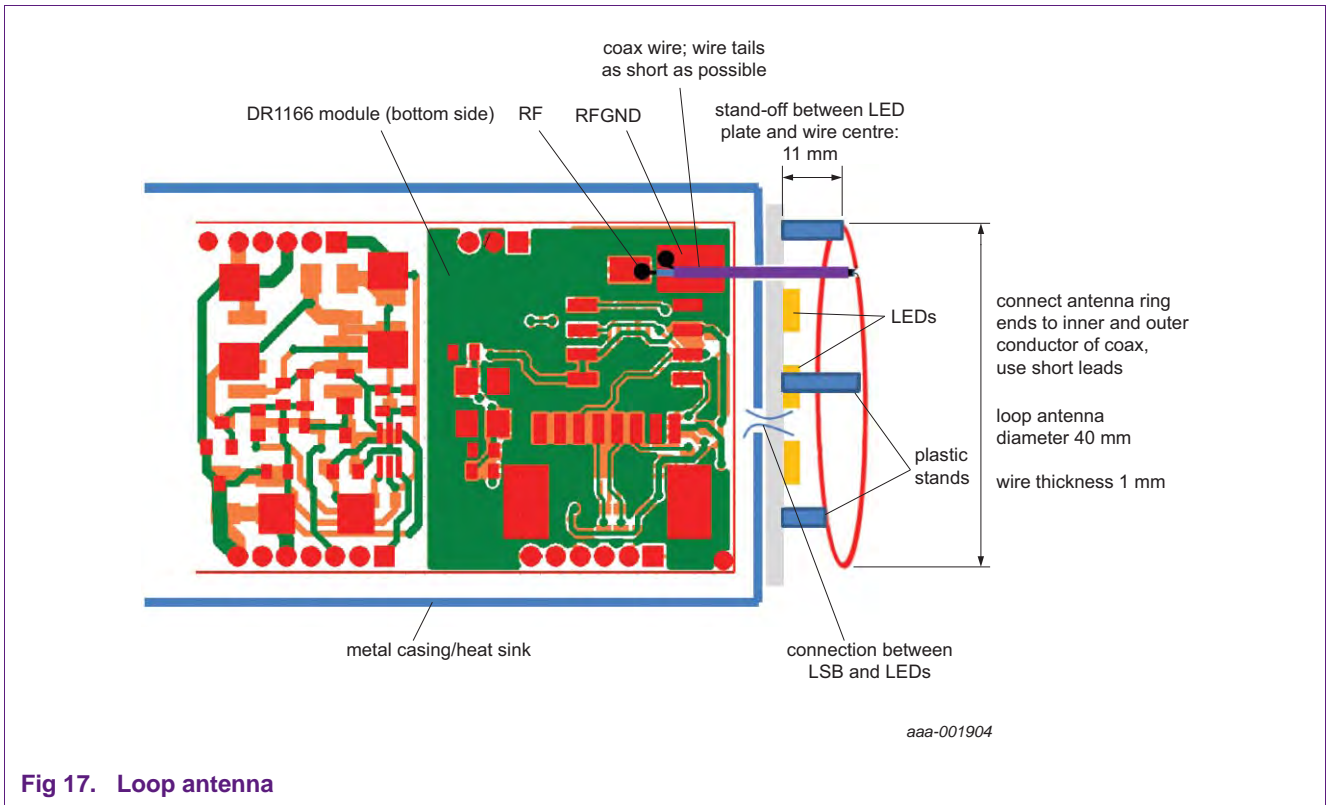 coax wire; wire tails
as short as possible
DR1166 module (bottom side)
RF
RFGND
stand-off between LED
plate and wire centre:
11 mm
LEDs
connect antenna ring
ends to inner and outer
conductor of coax,
use short leads
loop antenna
diameter 40 mm
wire thickness 1 mm
plastic
stands
metal casing/heat sink
connection between
LSB and LEDs
aaa-001904
Fig 17. Loop antenna